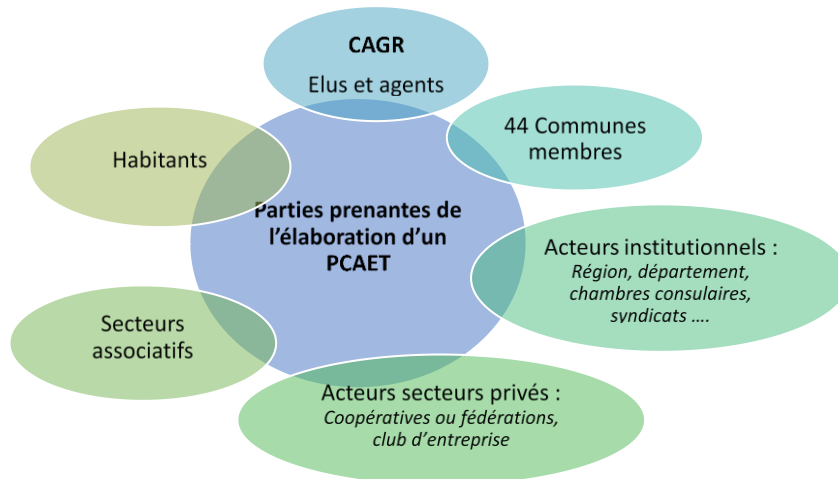 CAGR
Elus et agents
44 Communes
membres
Habitants
Parties prenantes de
l'élaboration d'un
PCAET
Acteurs institutionnels :
Région, département,
chambres consulaires,
syndicats ....
Secteurs
associatifs
Acteurs secteurs privés :
Coopératives ou fédérations,
club d'entreprise